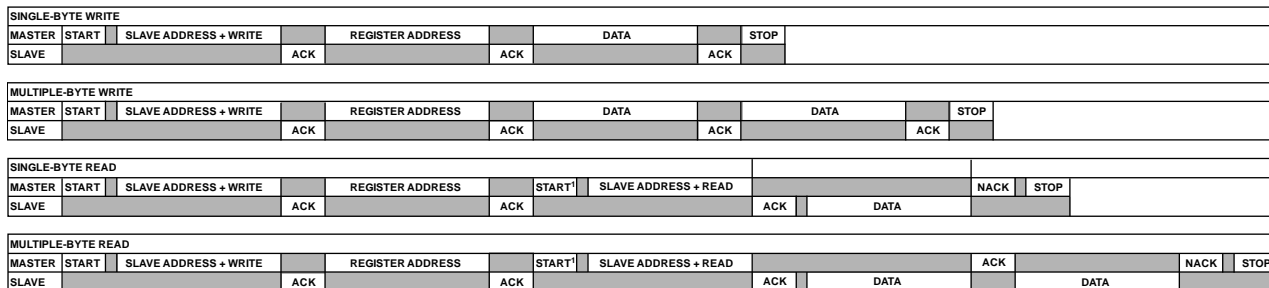 SINGLE-BYTE WRITE
MASTER START SLAVE ADDRESS + WRITE REGISTER ADDRESS DATA STOP
SLAVE ACK ACK ACK
MULTIPLE-BYTE WRITE
MASTER START SLAVE ADDRESS + WRITE REGISTER ADDRESS DATA DATA STOP
SLAVE ACK ACK ACK ACK
SINGLE-BYTE READ
MASTER START SLAVE ADDRESS + WRITE REGISTER ADDRESS START¹ SLAVE ADDRESS + READ NACK STOP
SLAVE ACK ACK ACK DATA
MULTIPLE-BYTE READ
MASTER START SLAVE ADDRESS + WRITE REGISTER ADDRESS START¹ SLAVE ADDRESS + READ ACK NACK STOP
SLAVE ACK ACK ACK DATA DATA